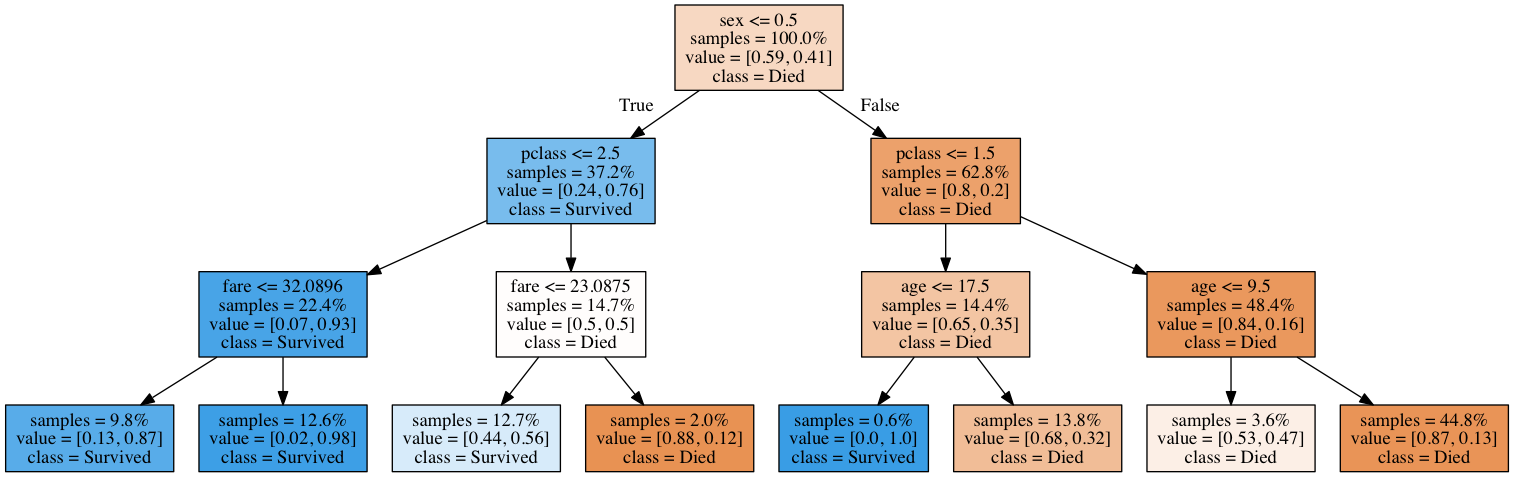 sex <= 0.5
samples = 100.0%
value = [0.59, 0.41]
class = Died
True
False
pclass <= 2.5
samples = 37.2%
value = [0.24, 0.76]
class = Survived
pclass <= 1.5
samples = 62.8%
value = [0.8, 0.2]
class = Died
fare <= 32.0896
samples = 22.4%
value = [0.07, 0.93]
class = Survived
fare <= 23.0875
samples = 14.7%
value = [0.5, 0.5]
class = Died
age <= 17.5
samples = 14.4%
value = [0.65, 0.35]
class = Died
age <= 9.5
samples = 48.4%
value = [0.84, 0.16]
class = Died
samples = 9.8%
value = [0.13, 0.87]
class = Survived
samples = 12.6%
value = [0.02, 0.98]
class = Survived
samples = 12.7%
value = [0.44, 0.56]
class = Survived
samples = 2.0%
value = [0.88, 0.12]
class = Died
samples = 0.6%
value = [0.0, 1.0]
class = Survived
samples = 13.8%
value = [0.68, 0.32]
class = Died
samples = 3.6%
value = [0.53, 0.47]
class = Died
samples = 44.8%
value = [0.87, 0.13]
class = Died